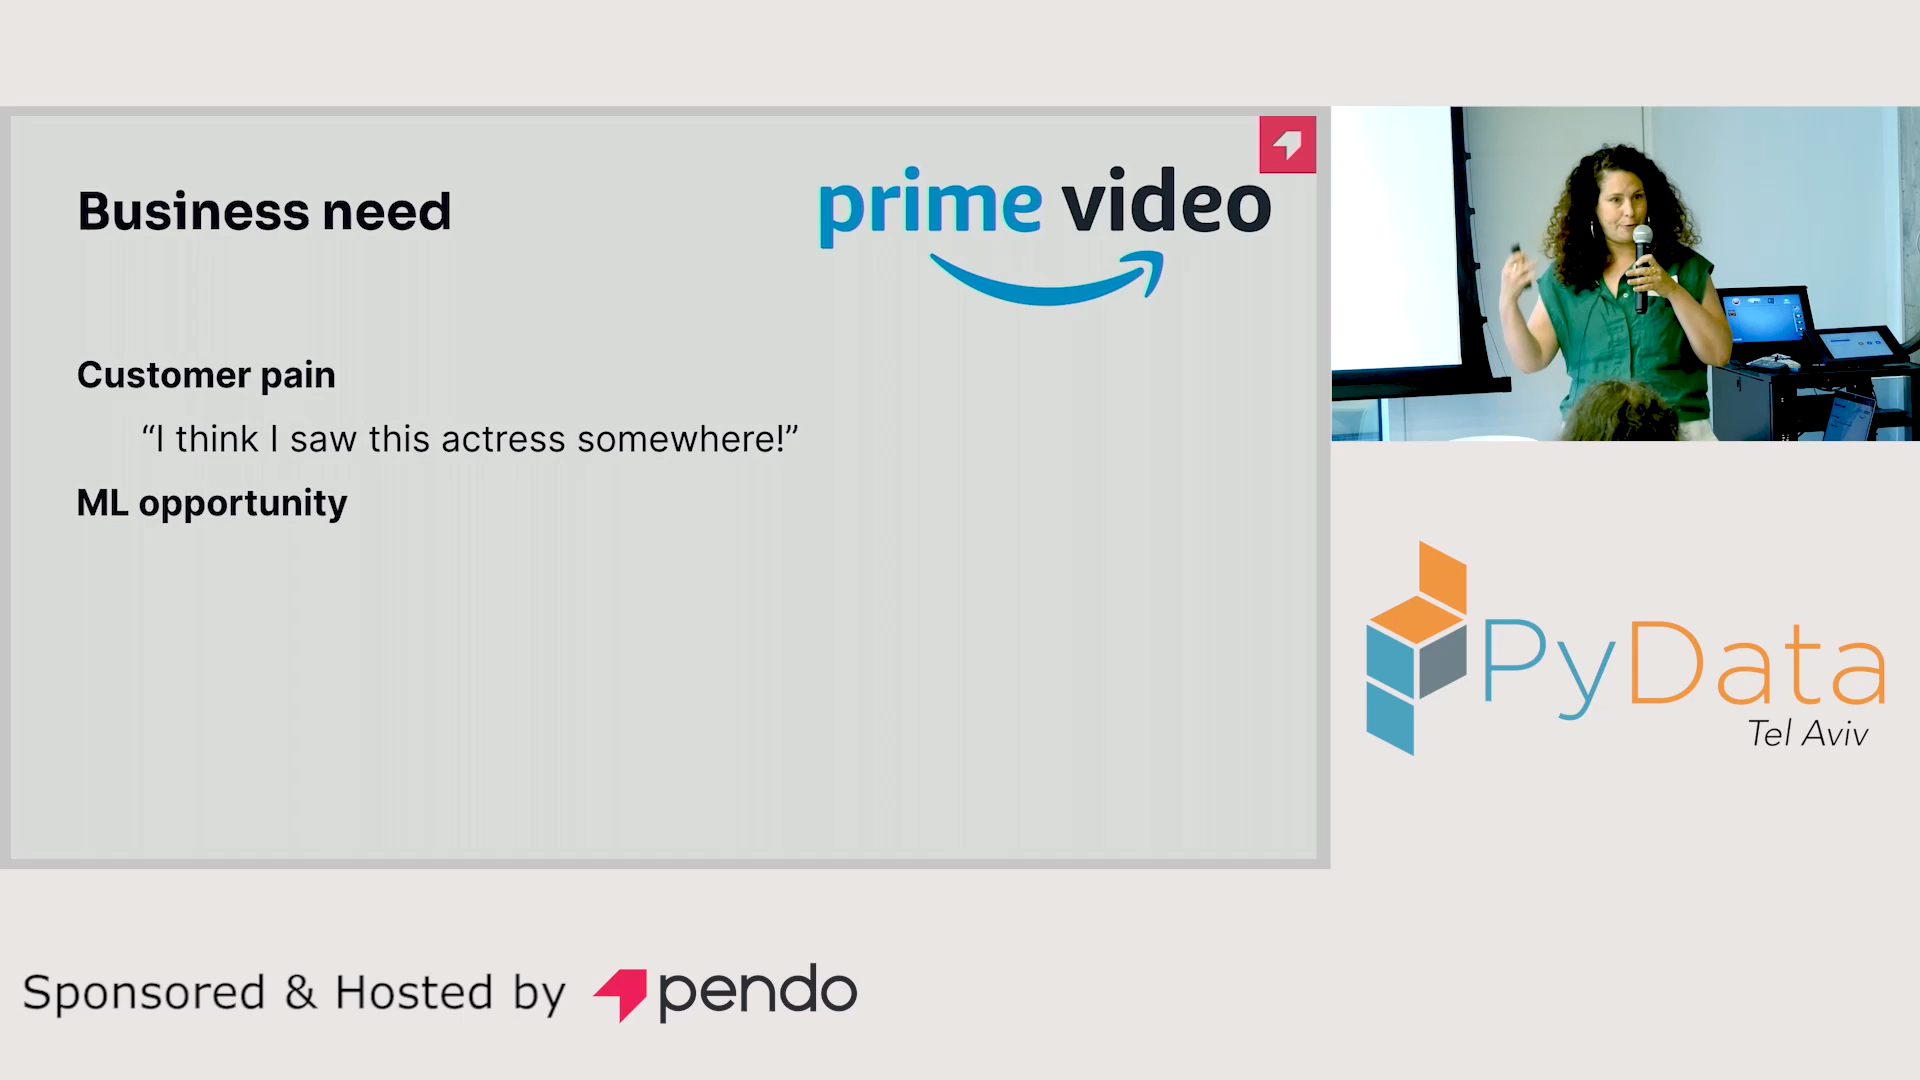 Business need
prime video
Customer pain
“I think I saw this actress somewhere!”
ML opportunity
PyData
Tel Aviv
Sponsored & Hosted by pendo